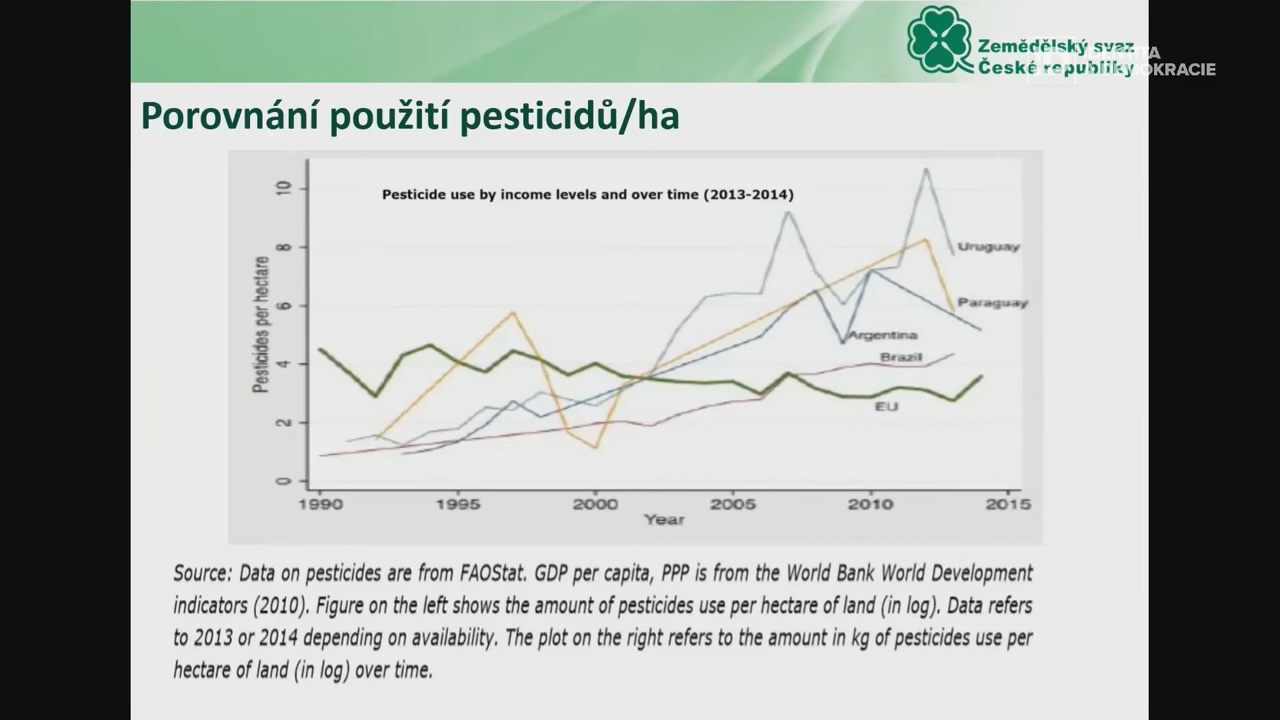 Zemědělský svaz
České republiky
DEMOKRACIE
Porovnání použití pesticidů/ha
Pesticide use by income levels and over time (2013-2014)
Pesticides per hectare
10
8
6
4
2
0
Uruguay
Paraguay
Argentina
Brazil
EU
1990 1995 2000 2005 2010 2015
Year
Source: Data on pesticides are from FAOStat. GDP per capita, PPP is from the World Bank World Development
indicators (2010). Figure on the left shows the amount of pesticides use per hectare of land (in log). Data refers
to 2013 or 2014 depending on availability. The plot on the right refers to the amount in kg of pesticides use per
hectare of land (in log) over time.